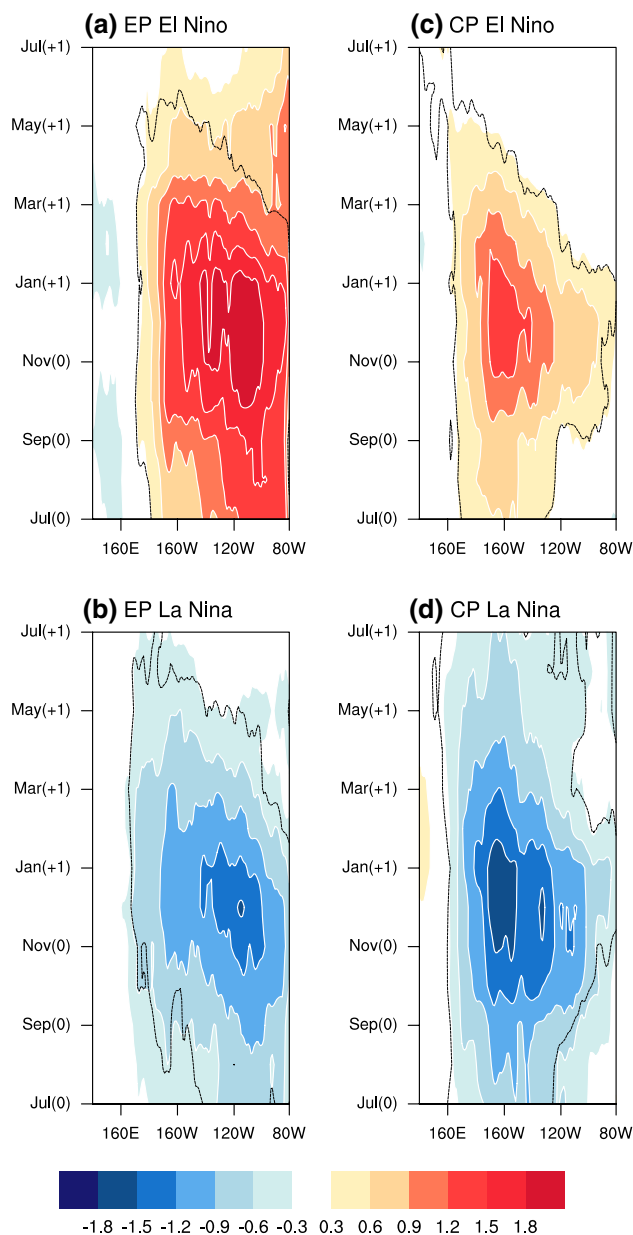 (a) EP El Nino
Jul(+1)
May(+1)
Mar(+1)
Jan(+1)
Nov(0)
Sep(0)
Jul(0)
160E 160W 120W 80W
(c) CP El Nino
Jul(+1)
May(+1)
Mar(+1)
Jan(+1)
Nov(0)
Sep(0)
Jul(0)
160E 160W 120W 80W
(b) EP La Nina
Jul(+1)
May(+1)
Mar(+1)
Jan(+1)
Nov(0)
Sep(0)
Jul(0)
160E 160W 120W 80W
(d) CP La Nina
Jul(+1)
May(+1)
Mar(+1)
Jan(+1)
Nov(0)
Sep(0)
Jul(0)
160E 160W 120W 80W
-1.8 -1.5 -1.2 -0.9 -0.6 -0.3 0.3 0.6 0.9 1.2 1.5 1.8